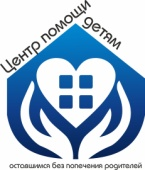 Центр помощи
детям
оставшимся без попечения родителей